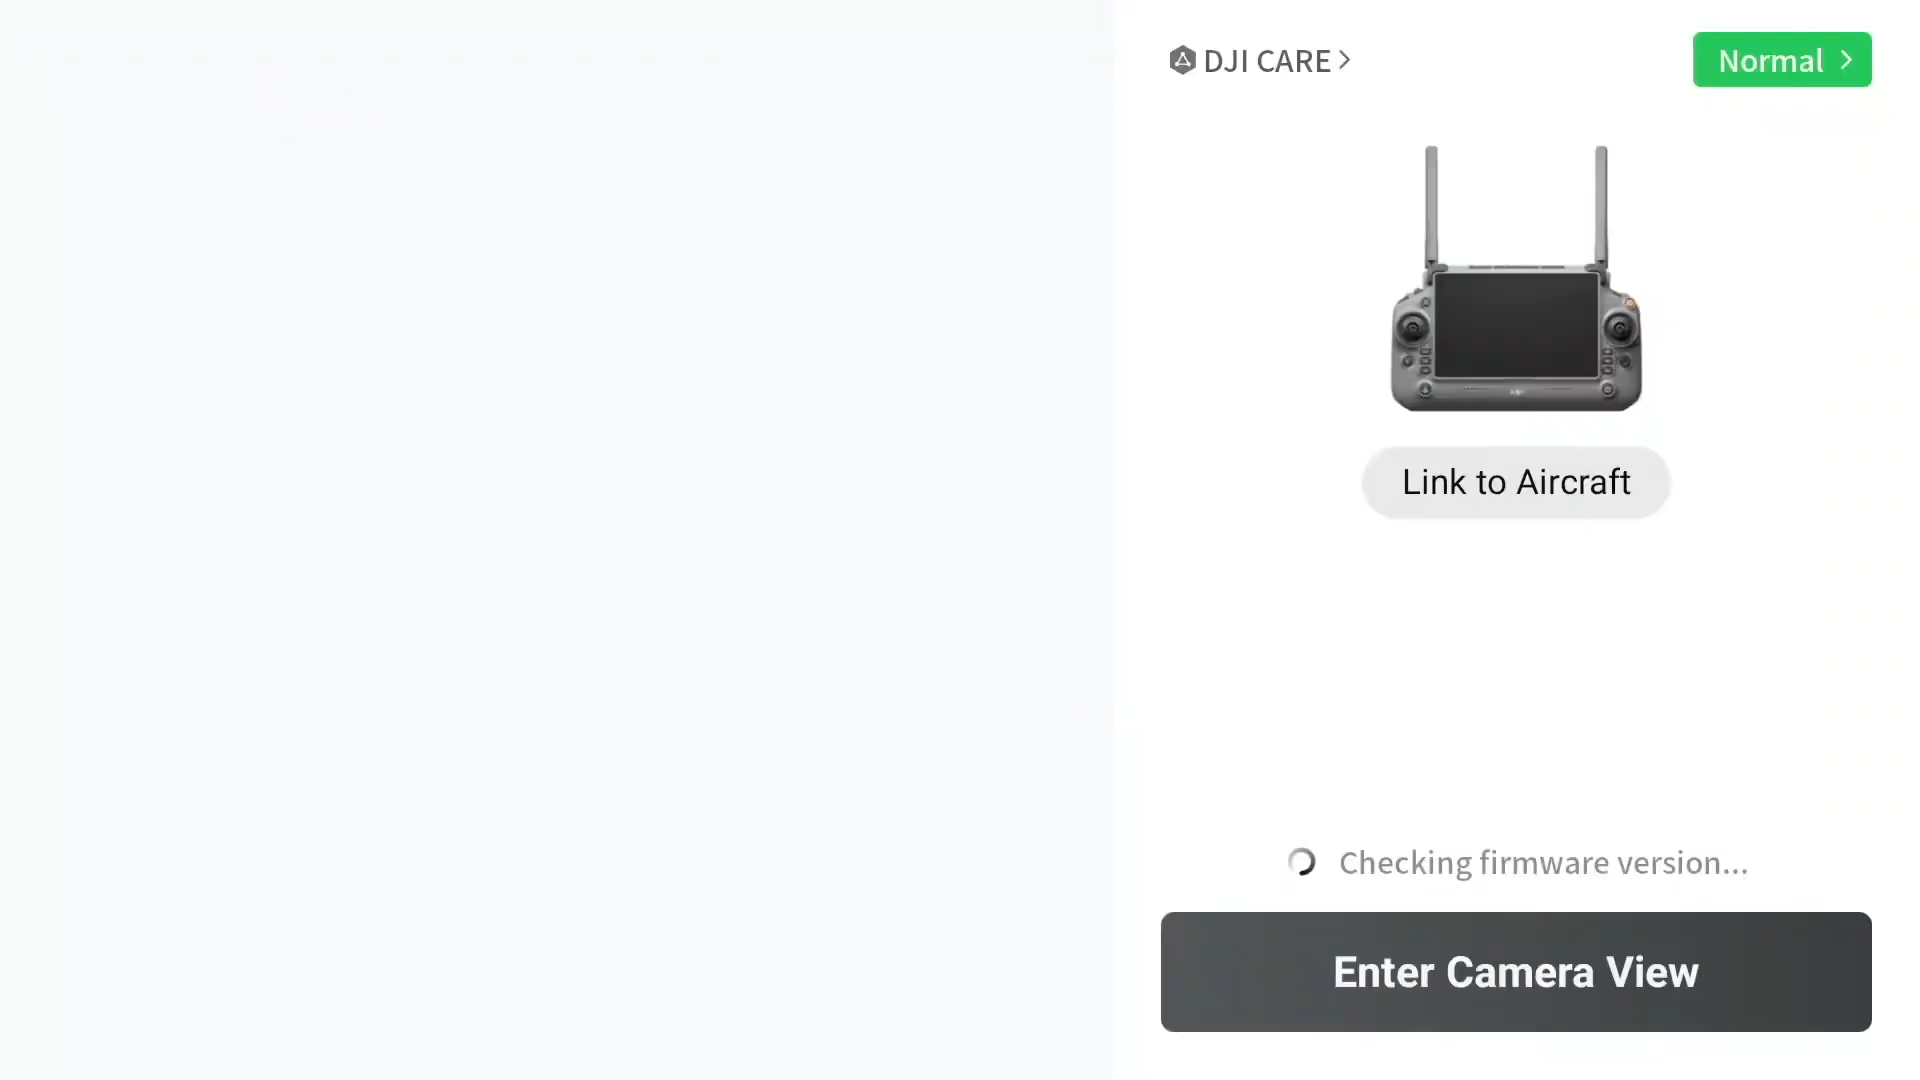 DJI CARE
Normal
Link to Aircraft
Checking firmware version...
Enter Camera View